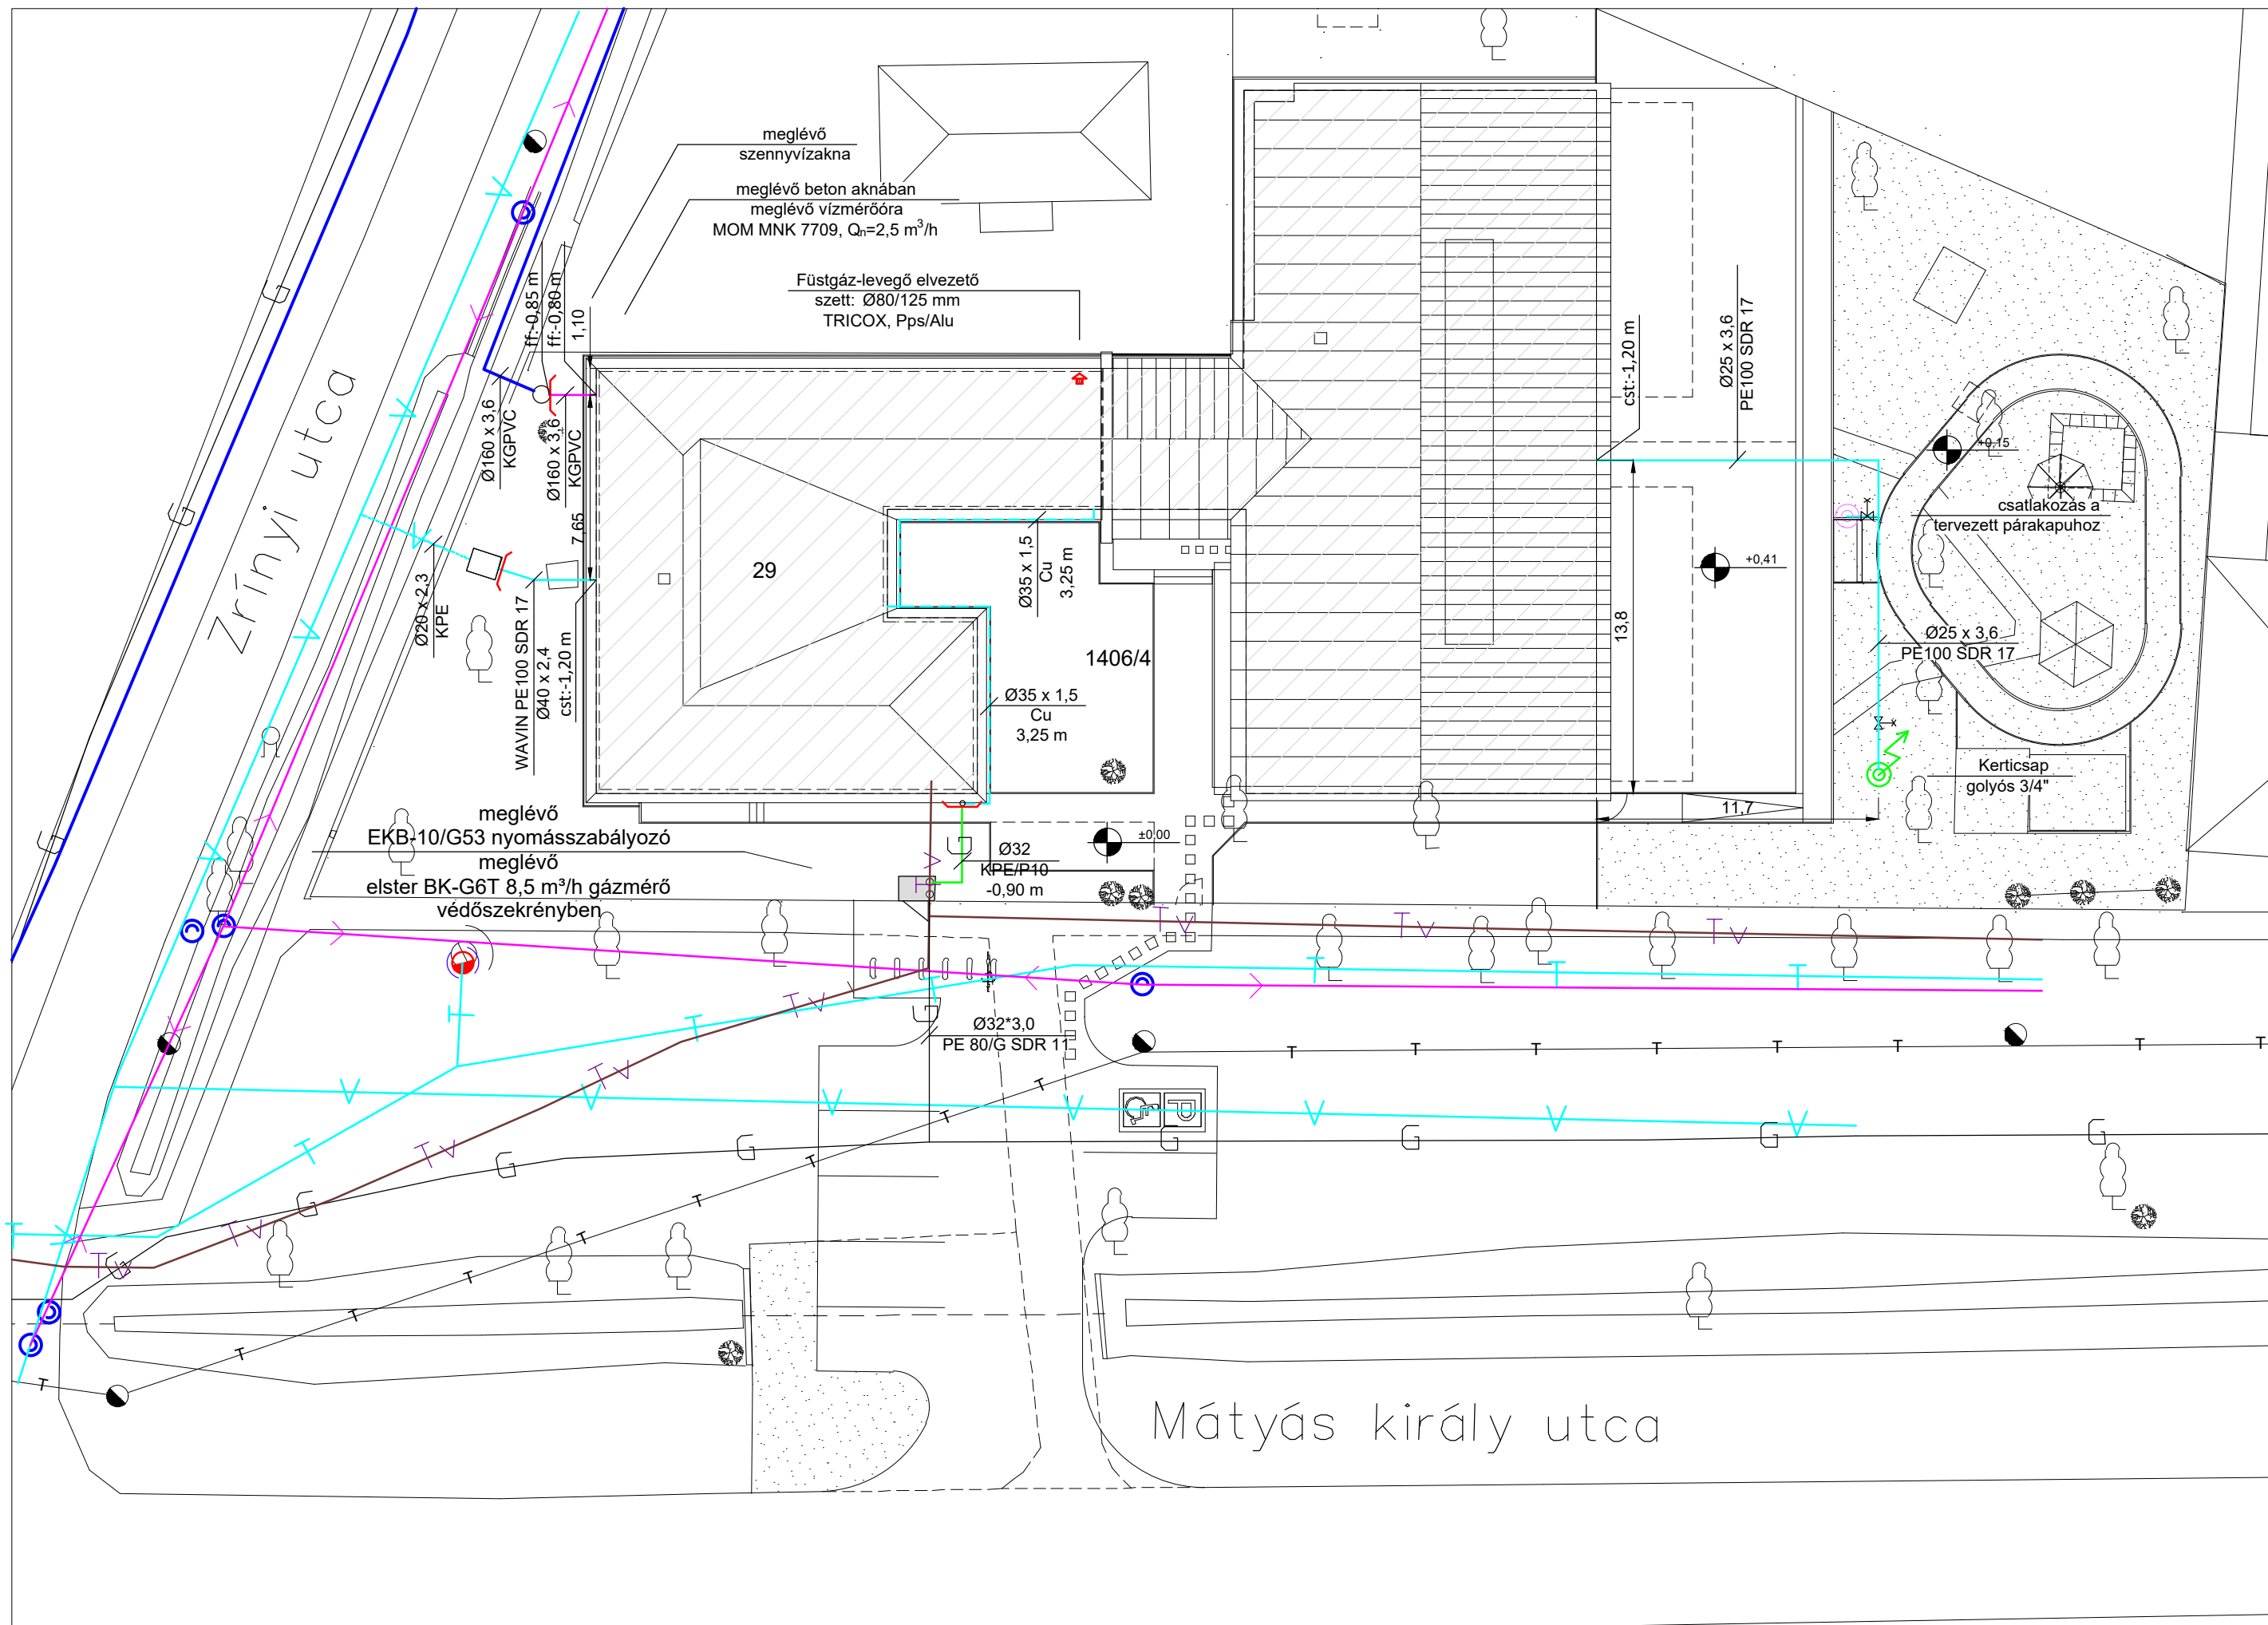 meglévő
szennyvízakna
meglévő beton aknában
meglévő vízmérőóra
MOM MNK 7709, Qn=2,5 m³/h
Füstgáz-levegő elvezető
szett: Ø80/125 mm
TRICOX, Pps/Alu
ff:-0,85 m
ff:-0,80 m
1,10
Ø160 x 3,6
KGPVC
Ø160 x 3,6
KGPVC
7,65
Zrínyi utca
Ø20 x 2,3
KPE
WAVIN PE100 SDR 17
Ø40 x 2,4
cst:-1,20 m
29
Ø35 x 1,5
Cu
3,25 m
1406/4
Ø35 x 1,5
Cu
3,25 m
cst:-1,20 m
Ø25 x 3,6
PE100 SDR 17
+0,15
csatlakozás a
tervezett párakapuhoz
+0,41
13,8
Ø25 x 3,6
PE100 SDR 17
Kerticsap
golyós 3/4"
11,7
meglévő
EKB-10/G53 nyomásszabályozó
meglévő
elster BK-G6T 8,5 m³/h gázmérő
védőszekrényben
±0,00
Ø32
KPE/P10
-0,90 m
Ø32*3,0
PE 80/G SDR 11
P
Mátyás király utca